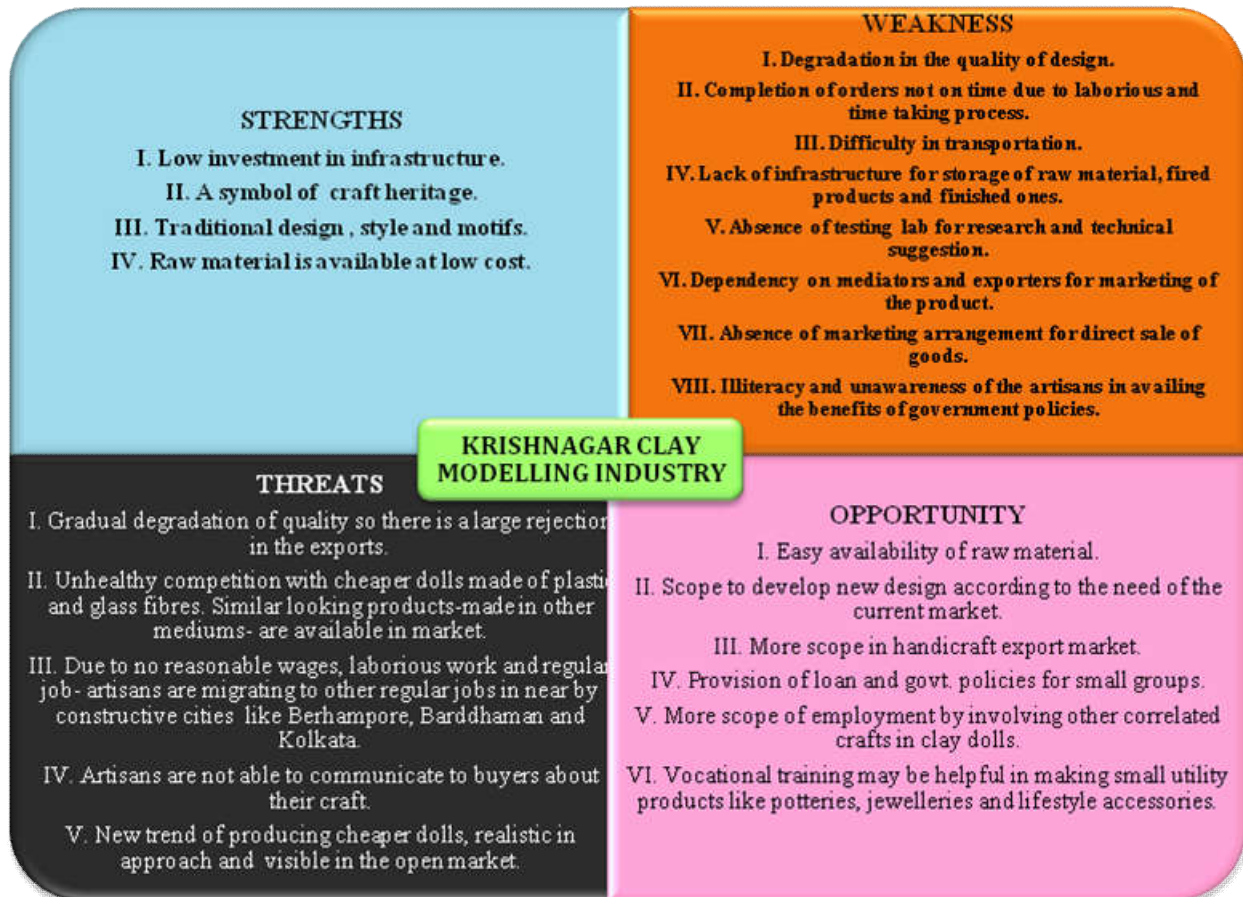 STRENGTHS
I. Low investment in infrastructure.
II. A symbol of craft heritage.
III. Traditional design , style and motifs.
IV. Raw material is available at low cost.
WEAKNESS
I. Degradation in the quality of design.
II. Completion of orders not on time due to laborious and
time taking process.
III. Difficulty in transportation.
IV. Lack of infrastructure for storage of raw material, fired
products and finished ones.
V. Absence of testing lab for research and technical
suggestion.
VI. Dependency on mediators and exporters for marketing of
the product.
VII. Absence of marketing arrangement for direct sale of
goods.
VIII. Illiteracy and unawareness of the artisans in availing
the benefits of government policies.
KRISHNAGAR CLAY
MODELLING INDUSTRY
THREATS
I. Gradual degradation of quality so there is a large rejection
in the exports.
II. Unhealthy competition with cheaper dolls made of plastic
and glass fibres. Similar looking products-made in other
mediums- are available in market.
III. Due to no reasonable wages, laborious work and regular
job- artisans are migrating to other regular jobs in near by
constructive cities like Berhampore, Barddhaman and
Kolkata.
IV. Artisans are not able to communicate to buyers about
their craft.
V. New trend of producing cheaper dolls, realistic in
approach and visible in the open market.
OPPORTUNITY
I. Easy availability of raw material.
II. Scope to develop new design according to the need of the
current market.
III. More scope in handicraft export market.
IV. Provision of loan and govt. policies for small groups.
V. More scope of employment by involving other correlated
crafts in clay dolls.
VI. Vocational training may be helpful in making small utility
products like potteries, jewelleries and lifestyle accessories.